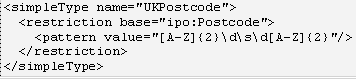 <simpleType name="UKPostcode">
<restriction base="ipo:Postcode">
<pattern value="[A-Z]{2}\d\s\d[A-Z]{2}"/>
</restriction>
</simpleType>